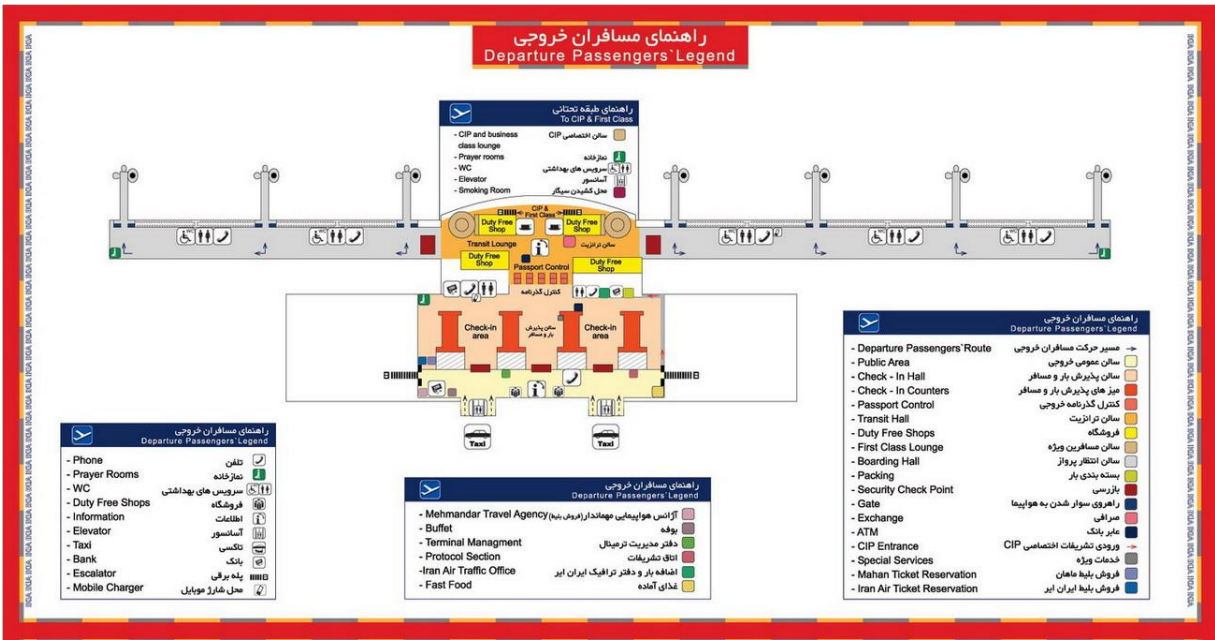 راهنمای مسافران خروجی
Departure Passengers`Legend
راهنمای طبقه تحتانی
To CIP & First Class
- CIP and business class lounge سالن اختصاصی CIP
- Prayer rooms نمازخانه
- WC سرویس های بهداشتی
- Elevator آسانسور
- Smoking Room محل کشیدن سیگار
CIP & First Class
Duty Free Shop
Duty Free Shop
Transit Lounge
سالن ترانزیت
Duty Free Shop
Duty Free Shop
Passport Control
کنترل گذرنامه
Check-in area
سالن پذیرش بار و مسافر
Check-in area
Taxi
Taxi
راهنمای مسافران خروجی
Departure Passengers`Legend
- Phone تلفن
- Prayer Rooms نمازخانه
- WC سرویس های بهداشتی
- Duty Free Shops فروشگاه
- Information اطلاعات
- Elevator آسانسور
- Taxi تاکسی
- Bank بانک
- Escalator پله برقی
- Mobile Charger محل شارژ موبایل
راهنمای مسافران خروجی
Departure Passengers`Legend
- Mehmandar Travel Agency آژانس هواپیمایی مهماندار(فروش بلیط)
- Buffet بوفه
- Terminal Managment دفتر مدیریت ترمینال
- Protocol Section اتاق تشریفات
-Iran Air Traffic Office اضافه بار و دفتر ترافیک ایران ایر
- Fast Food غذای آماده
راهنمای مسافران خروجی
Departure Passengers`Legend
- Departure Passengers`Route مسیر حرکت مسافران خروجی
- Public Area سالن عمومی خروجی
- Check - In Hall سالن پذیرش بار و مسافر
- Check - In Counters میز های پذیرش بار و مسافر
- Passport Control کنترل گذرنامه خروجی
- Transit Hall سالن ترانزیت
- Duty Free Shops فروشگاه
- First Class Lounge سالن مسافرین ویژه
- Boarding Hall سالن انتظار پرواز
- Packing بسته بندی بار
- Security Check Point بازرسی
- Gate راهروی سوار شدن به هواپیما
- Exchange صرافی
- ATM عابر بانک
- CIP Entrance ورودی تشریفات اختصاصی CIP
- Special Services خدمات ویژه
- Mahan Ticket Reservation فروش بلیط ماهان
- Iran Air Ticket Reservation فروش بلیط ایران ایر